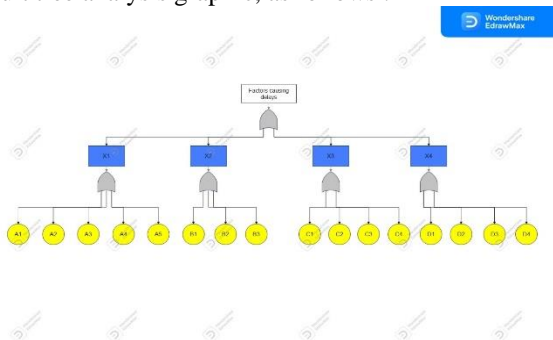 Wondershare
EdrawMax
Factors causing
delays
X1 X2 X3 X4
A1 A2 A3 A4 A5 B1 B2 B3 C1 C2 C3 C4 D1 D2 D3 D4